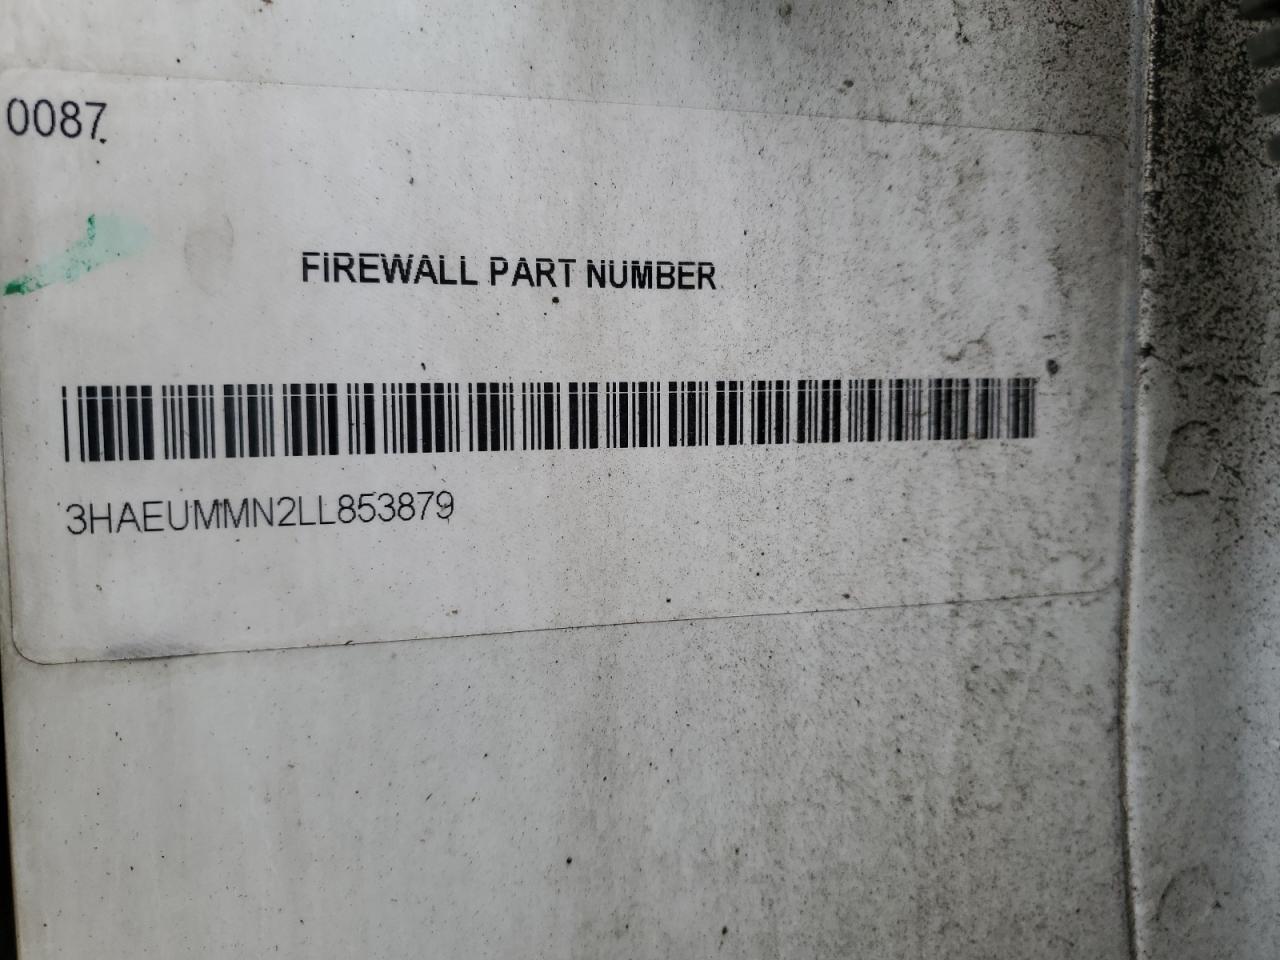 0087
FIREWALL PART NUMBER
3HAEUMMN2LL853879